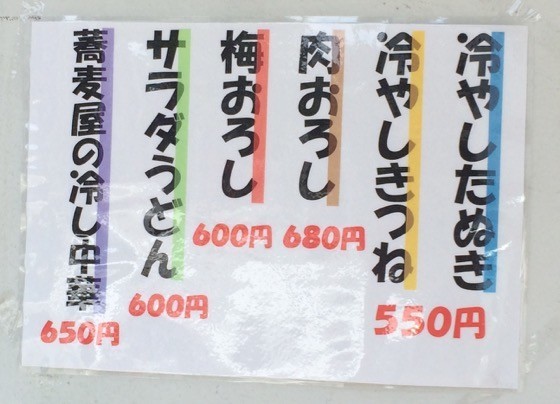 冷やしたぬき
冷やしきつね
550円
肉おろし
680円
梅おろし
600円
サラダうどん
600円
蕎麦屋の冷し中華
650円